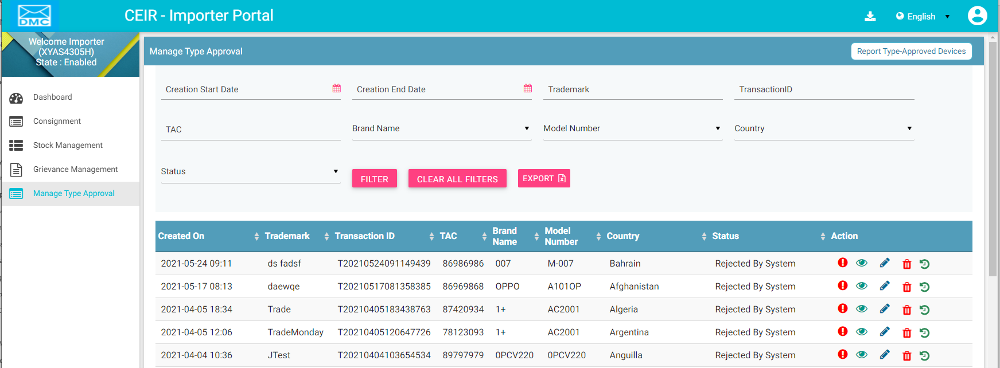 DMC
CEIR - Importer Portal
English
Welcome Importer
(XYAS4305H)
State : Enabled
Dashboard
Consignment
Stock Management
Grievance Management
Manage Type Approval
Manage Type Approval
Report Type-Approved Devices
Creation Start Date
Creation End Date
Trademark
TransactionID
TAC
Brand Name
Model Number
Country
Status
FILTER
CLEAR ALL FILTERS
EXPORT
Created On Trademark Transaction ID TAC Brand Name Model Number Country Status Action
2021-05-24 09:11 ds fadsf T20210524091149439 86986986 007 M-007 Bahrain Rejected By System
2021-05-17 08:13 daewqe T20210517081358385 86969868 OPPO A101OP Afghanistan Rejected By System
2021-04-05 18:34 Trade T20210405183438763 87420934 1+ AC2001 Algeria Rejected By System
2021-04-05 12:06 TradeMonday T20210405120647726 78123093 1+ AC2001 Argentina Rejected By System
2021-04-04 10:36 JTest T20210404103654534 89797979 0PCV220 0PCV220 Anguilla Rejected By System